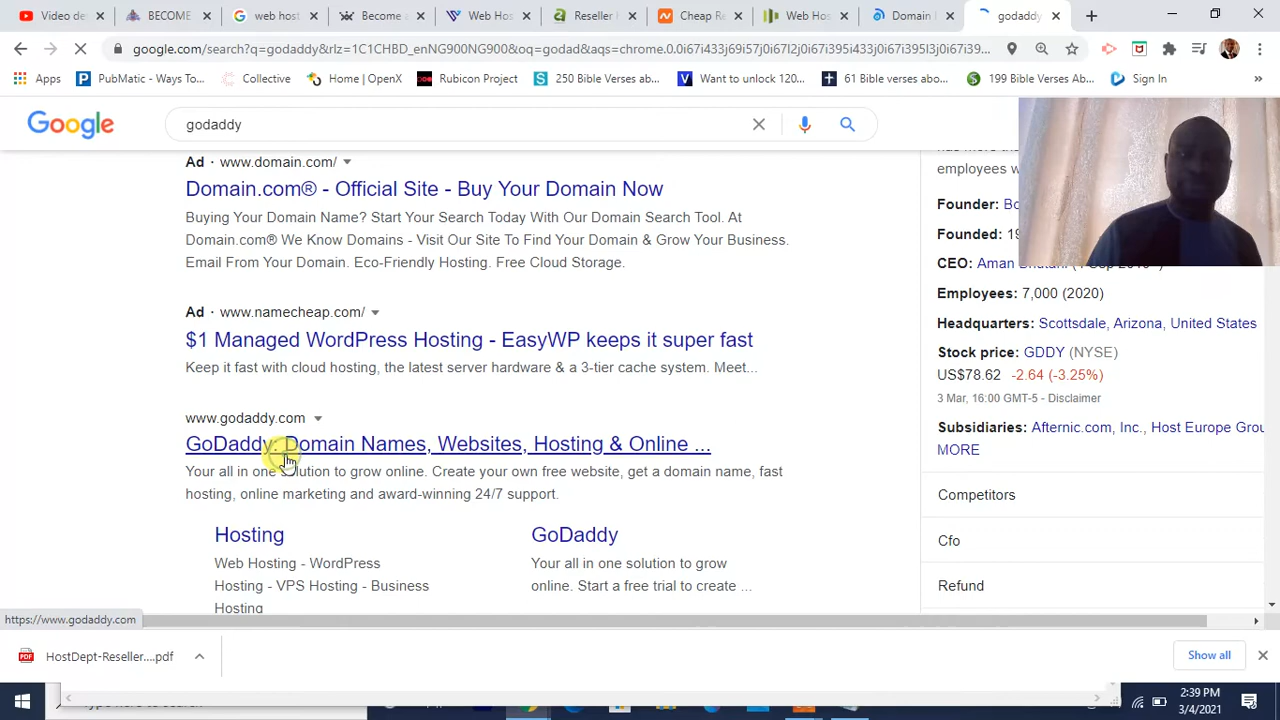 Video de
BECOME
web host
Becom
Web Hos
Reseller
Cheap Re
Web Hos
Domain
godaddy
google.com/search?q=godaddy&rlz=1C1CHBD_enNG900NG900&oq=godad&aqs=chrome.0.0i67i433j69i57j0i67l2j0i67i395i433j0i67i395l3j0i67i39...
Apps
PubMatic - Ways To...
Collective
Home | OpenX
Rubicon Project
250 Bible Verses ab...
Want to unlock 120...
61 Bible verses abo...
199 Bible Verses Ab...
Sign In
Google
godaddy
Ad · www.domain.com/
Domain.com® - Official Site - Buy Your Domain Now
Buying Your Domain Name? Start Your Search Today With Our Domain Search Tool. At
Domain.com® We Know Domains - Visit Our Site To Find Your Domain & Grow Your Business.
Email From Your Domain. Eco-Friendly Hosting. Free Cloud Storage.
Ad · www.namecheap.com/
$1 Managed WordPress Hosting - EasyWP keeps it super fast
Keep it fast with cloud hosting, the latest server hardware & a 3-tier cache system. Meet...
www.godaddy.com
GoDaddy: Domain Names, Websites, Hosting & Online ...
Your all in one solution to grow online. Create your own free website, get a domain name, fast
hosting, online marketing and award-winning 24/7 support.
Hosting
Web Hosting - WordPress
Hosting - VPS Hosting - Business
Hosting
GoDaddy
Your all in one solution to grow
online. Start a free trial to create ...
employees w
Founder: Bo
Founded: 19
CEO: Aman
Employees: 7,000 (2020)
Headquarters: Scottsdale, Arizona, United States
Stock price: GDDY (NYSE)
US$78.62 -2.64 (-3.25%)
3 Mar, 16:00 GMT-5 - Disclaimer
Subsidiaries: Afternic.com, Inc., Host Europe Grou
MORE
Competitors
Cfo
Refund
https://www.godaddy.com
HostDept-Reseller....pdf
Show all
2:39 PM
3/4/2021